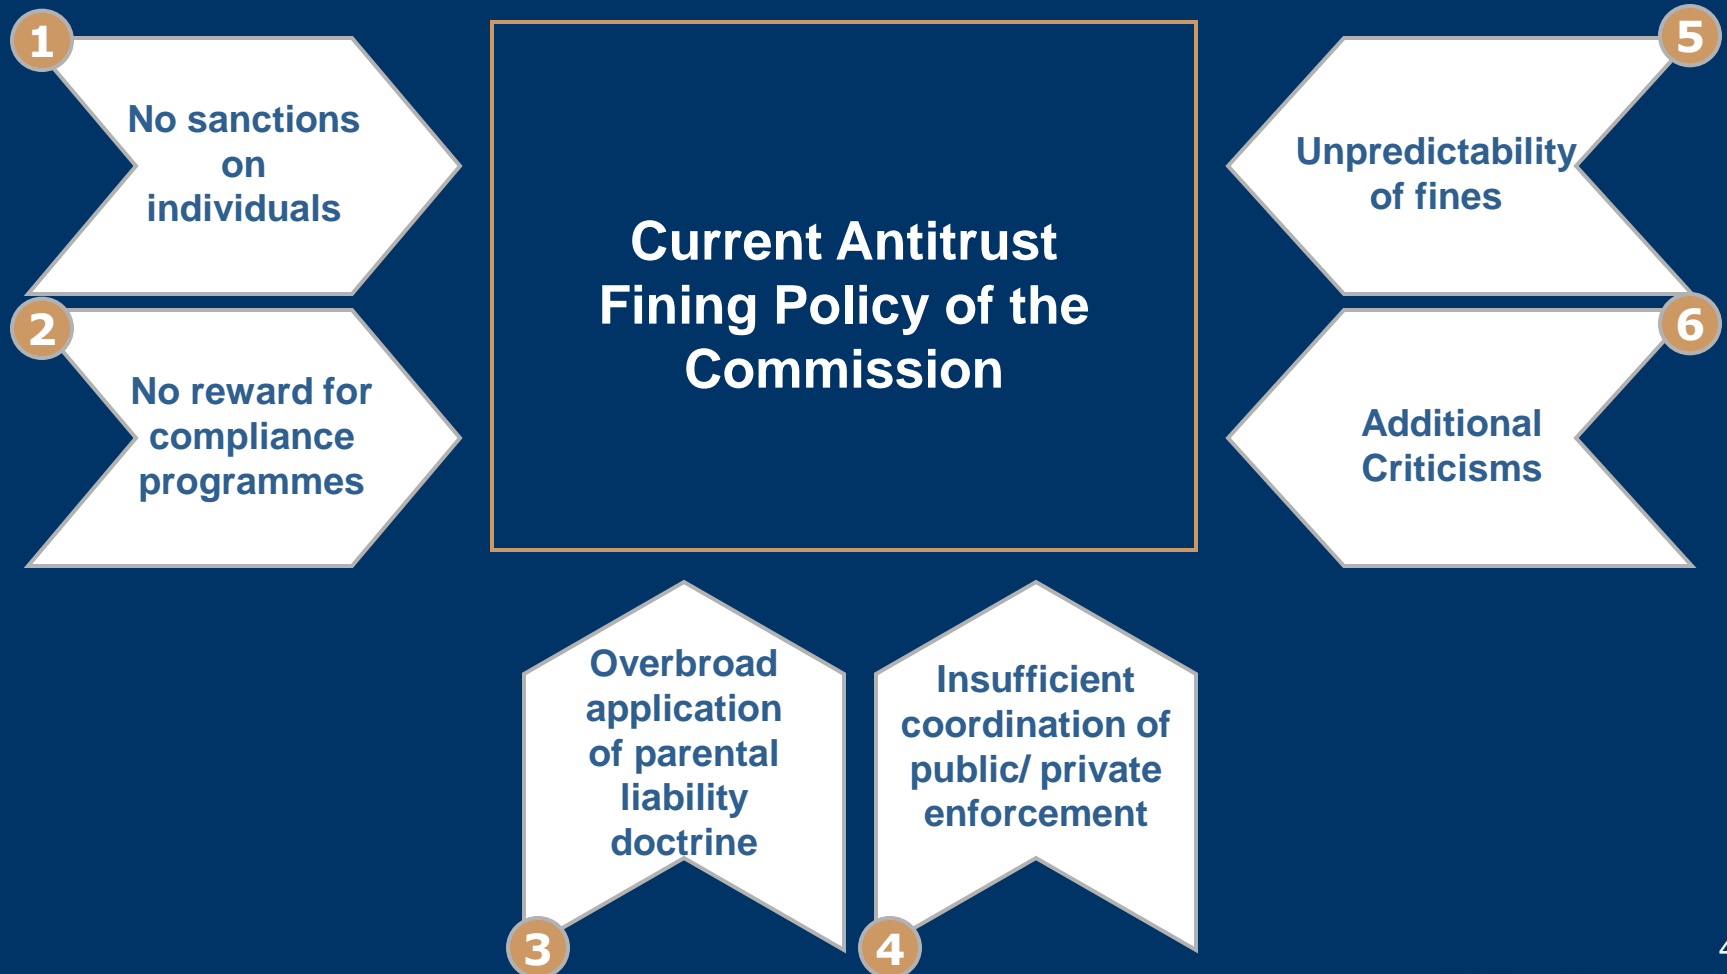 1
No sanctions
on
individuals
2
No reward for
compliance
programmes
Current Antitrust
Fining Policy of the
Commission
5
Unpredictability
of fines
6
Additional
Criticisms
Overbroad
application
of parental
liability
doctrine
3
Insufficient
coordination of
public/ private
enforcement
4
4